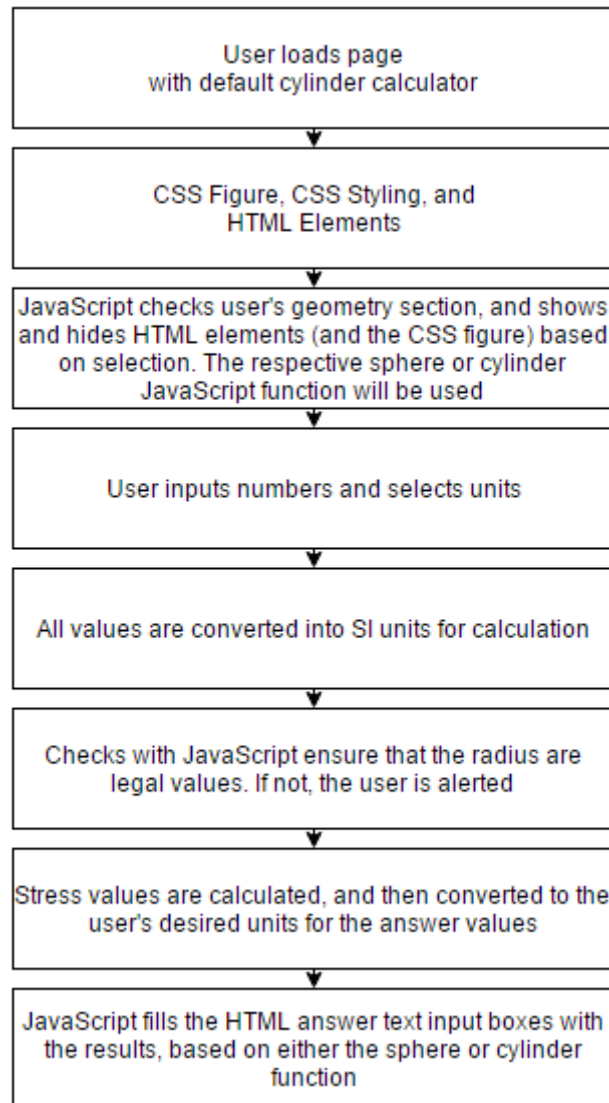 User loads page
with default cylinder calculator
CSS Figure, CSS Styling, and
HTML Elements
JavaScript checks user's geometry section, and shows
and hides HTML elements (and the CSS figure) based
on selection. The respective sphere or cylinder
JavaScript function will be used
User inputs numbers and selects units
All values are converted into SI units for calculation
Checks with JavaScript ensure that the radius are
legal values. If not, the user is alerted
Stress values are calculated, and then converted to the
user's desired units for the answer values
JavaScript fills the HTML answer text input boxes with
the results, based on either the sphere or cylinder
function